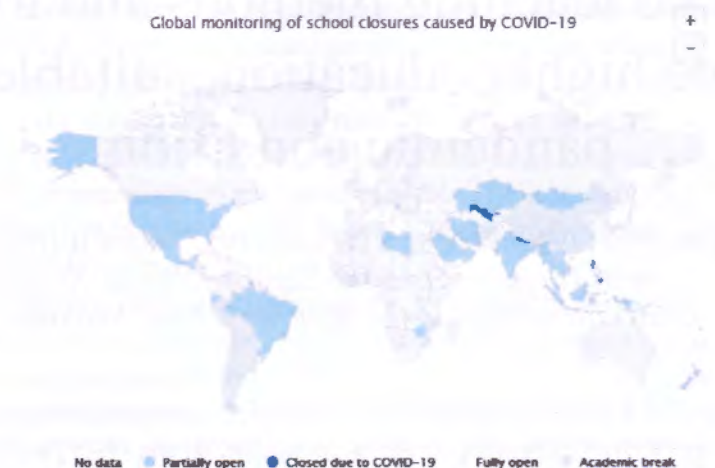 Global monitoring of school closures caused by COVID-19
+
-
No data Partially open Closed due to COVID-19 Fully open Academic break